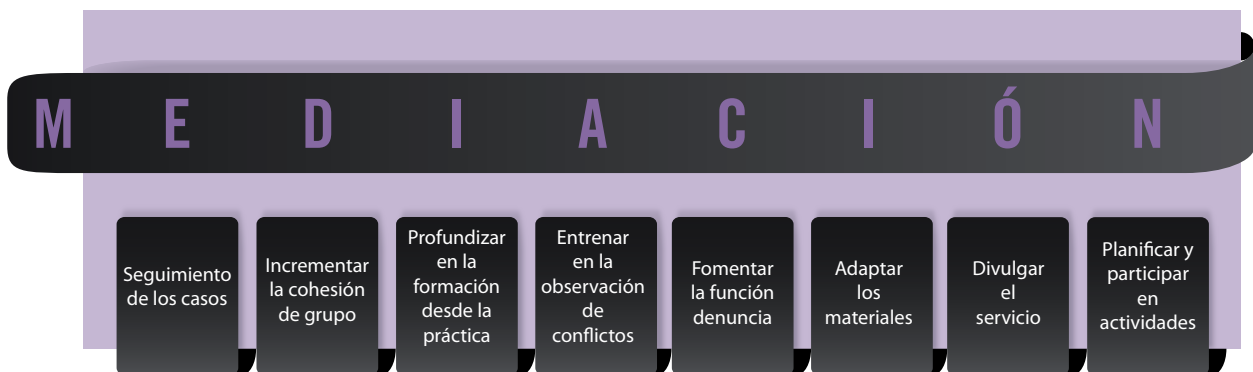 MEDIACIÓN
Seguimiento
de los casos
Incrementar
la cohesión
de grupo
Profundizar
en la
formación
desde la
práctica
Entrenar
en la
observación
de
conflictos
Fomentar
la función
denuncia
Adaptar
los
materiales
Divulgar
el
servicio
Planificar y
participar
en
actividades